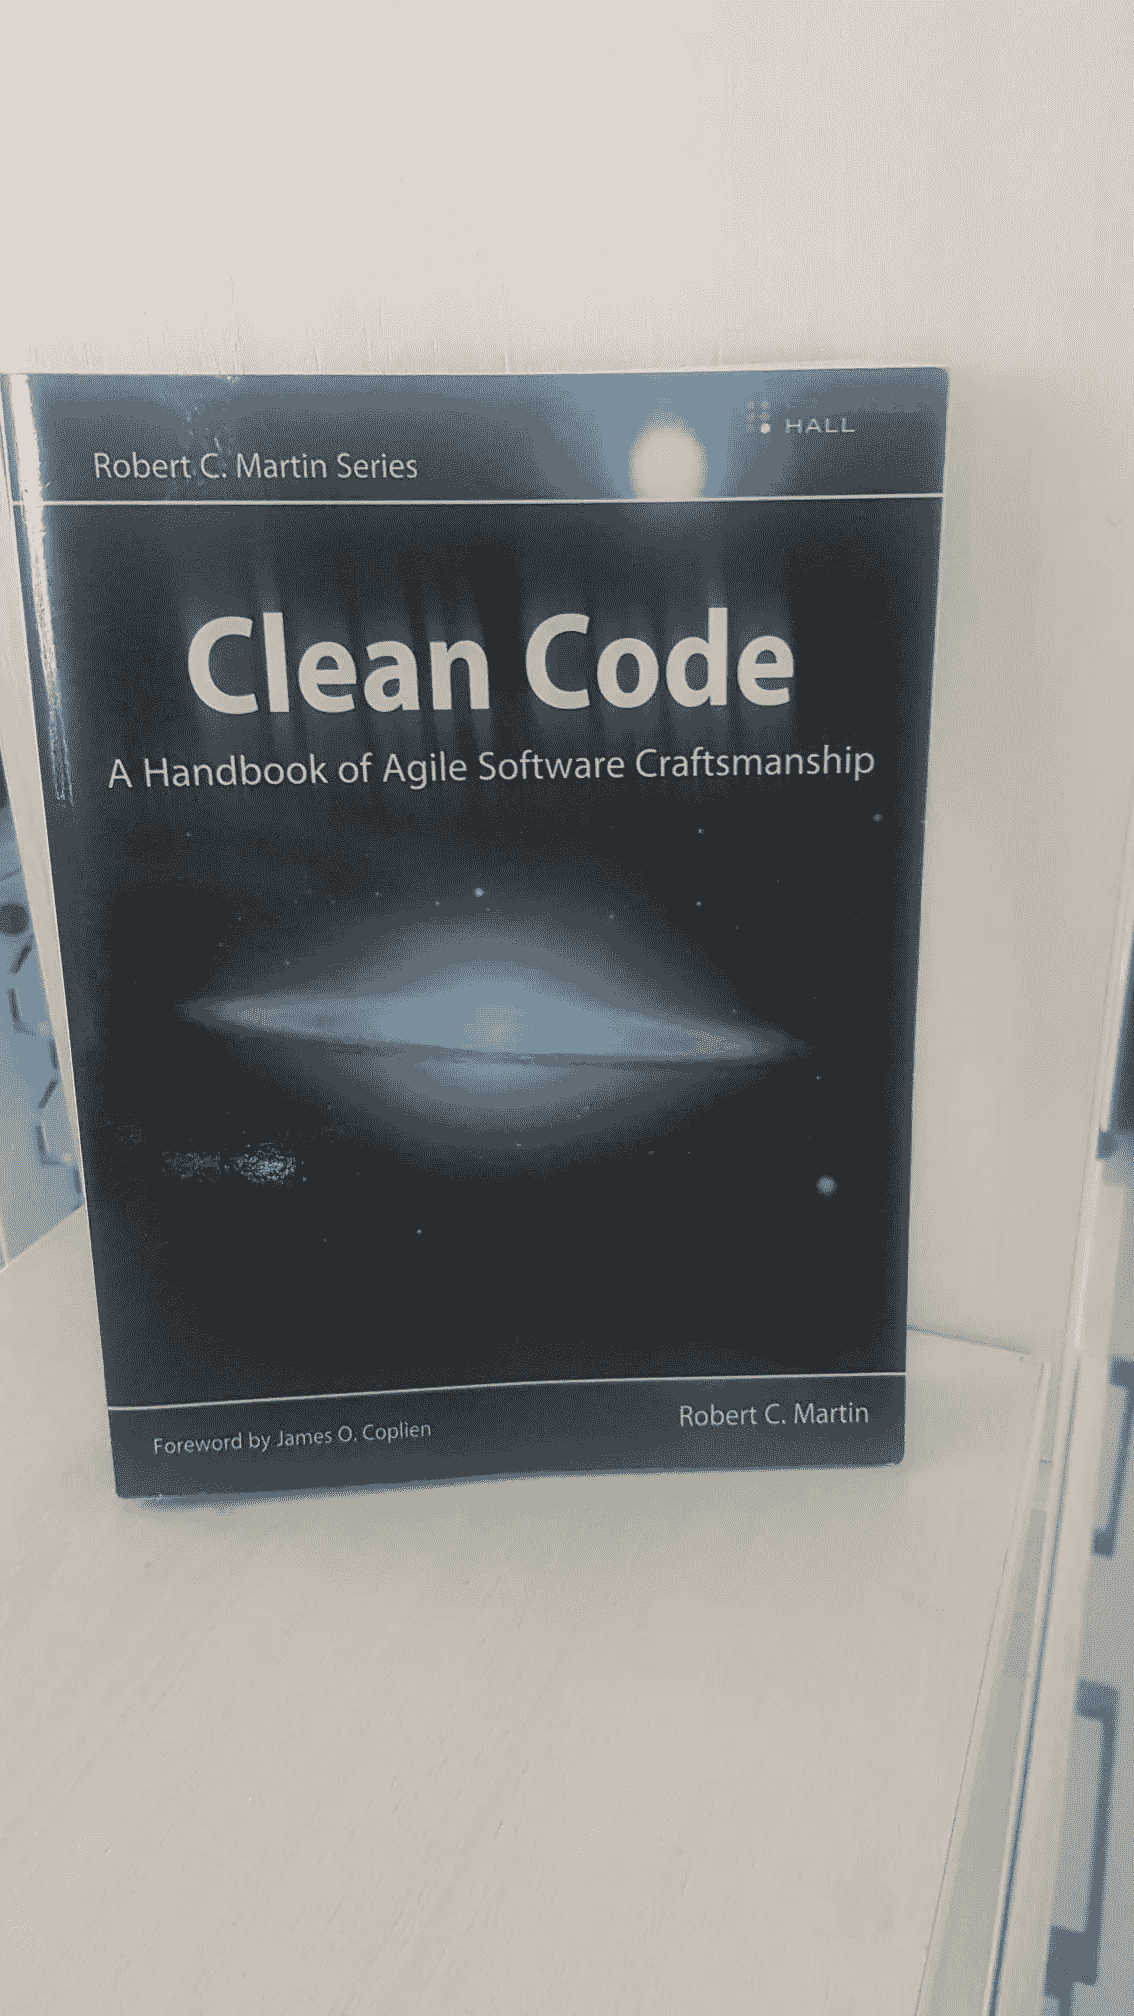 HALL
Robert C. Martin Series
Clean Code
A Handbook of Agile Software Craftsmanship
Foreword by James O. Coplien
Robert C. Martin